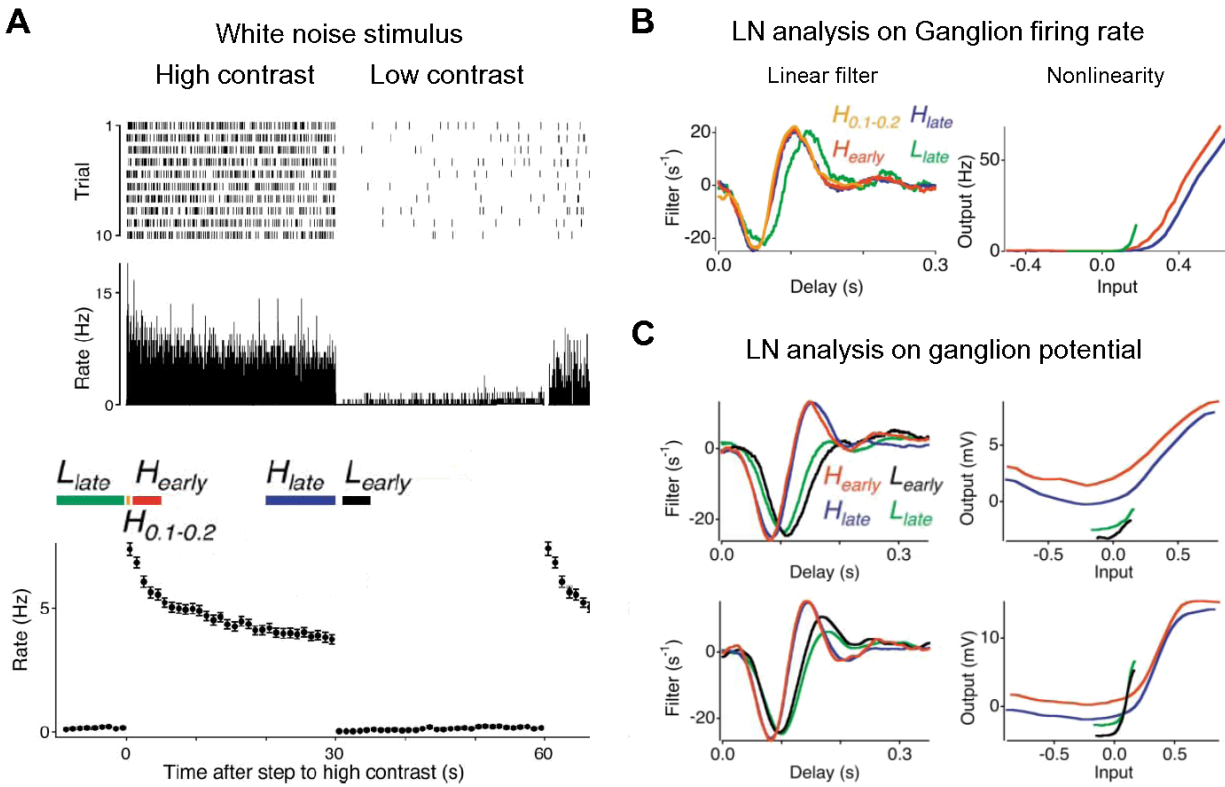 A
White noise stimulus
High contrast
Low contrast
1
Trial
10
15
Rate (Hz)
0
L_late
H_early
H_late
L_early
H_0.1-0.2
5
Rate (Hz)
0
0
30
60
Time after step to high contrast (s)
B
LN analysis on Ganglion firing rate
Linear filter
Nonlinearity
H_0.1-0.2
H_late
H_early
L_late
20
0
-20
Filter (s⁻¹)
0.0
0.3
Delay (s)
50
0
Output (Hz)
-0.4
0.0
0.4
Input
C
LN analysis on ganglion potential
0
-20
Filter (s⁻¹)
H_early
L_early
H_late
L_late
0.0
0.3
Delay (s)
5
0
Output (mV)
-0.5
0.0
0.5
Input
0
-20
Filter (s⁻¹)
0.0
0.3
Delay (s)
10
0
Output (mV)
-0.5
0.0
0.5
Input